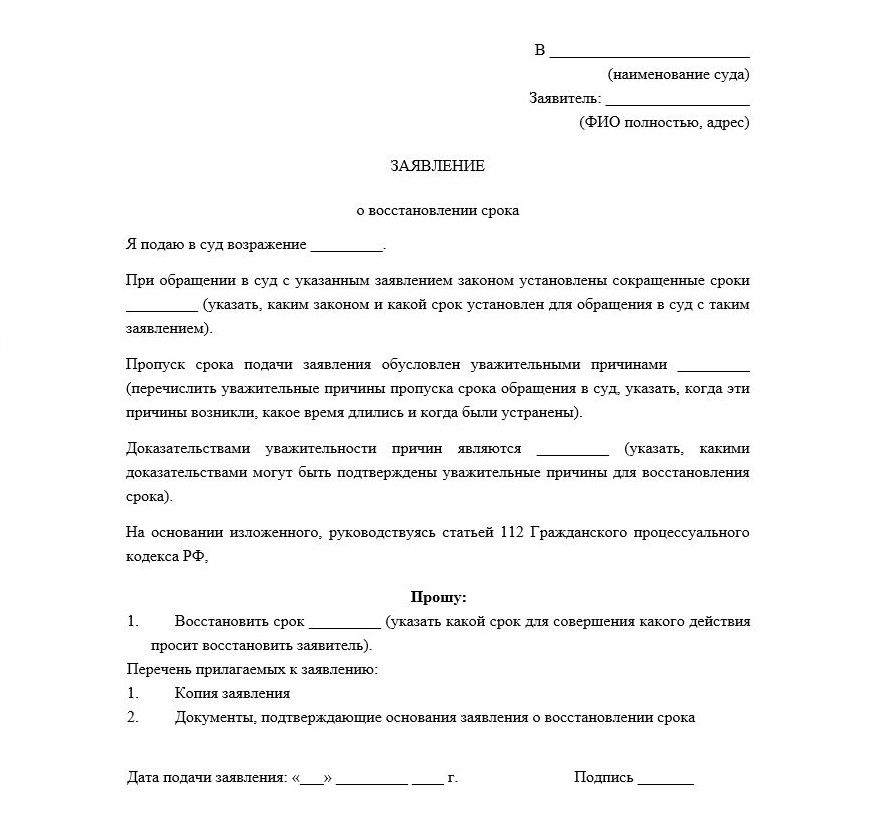 В _________________________
(наименование суда)
Заявитель: __________________
(ФИО полностью, адрес)
ЗАЯВЛЕНИЕ
о восстановлении срока
Я подаю в суд возражение _________.
При обращении в суд с указанным заявлением законом установлены сокращенные сроки
_________ (указать, каким законом и какой срок установлен для обращения в суд с таким
заявлением).
Пропуск срока подачи заявления обусловлен уважительными причинами _________
(перечислить уважительные причины пропуска срока обращения в суд, указать, когда эти
причины возникли, какое время длились и когда были устранены).
Доказательствами уважительности причин являются _________ (указать, какими
доказательствами могут быть подтверждены уважительные причины для восстановления
срока).
На основании изложенного, руководствуясь статьей 112 Гражданского процессуального
кодекса РФ,
Прошу:
1. Восстановить срок _________ (указать какой срок для совершения какого действия
просит восстановить заявитель).
Перечень прилагаемых к заявлению:
1. Копия заявления
2. Документы, подтверждающие основания заявления о восстановлении срока
Дата подачи заявления: «___» _________ ____ г. Подпись _______